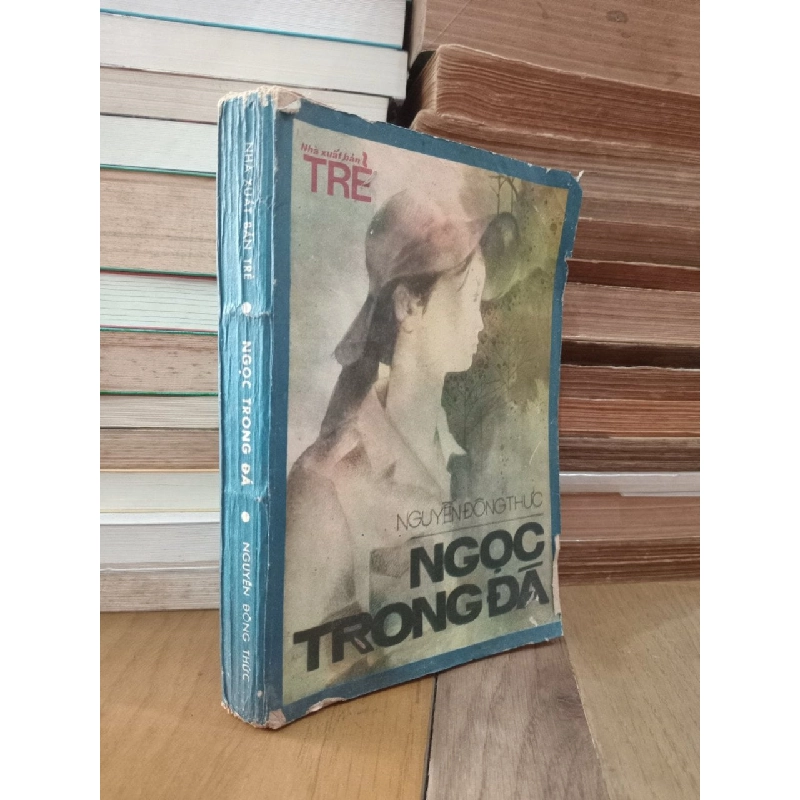 NHÀ XUẤT BẢN TRẺ • NGỌC TRONG ĐÁ • NGUYỄN ĐÔNG THỨC
Nhà xuất bản
TRẺ
NGUYỄN ĐÔNG THỨC
NGỌC
TRONG ĐÁ